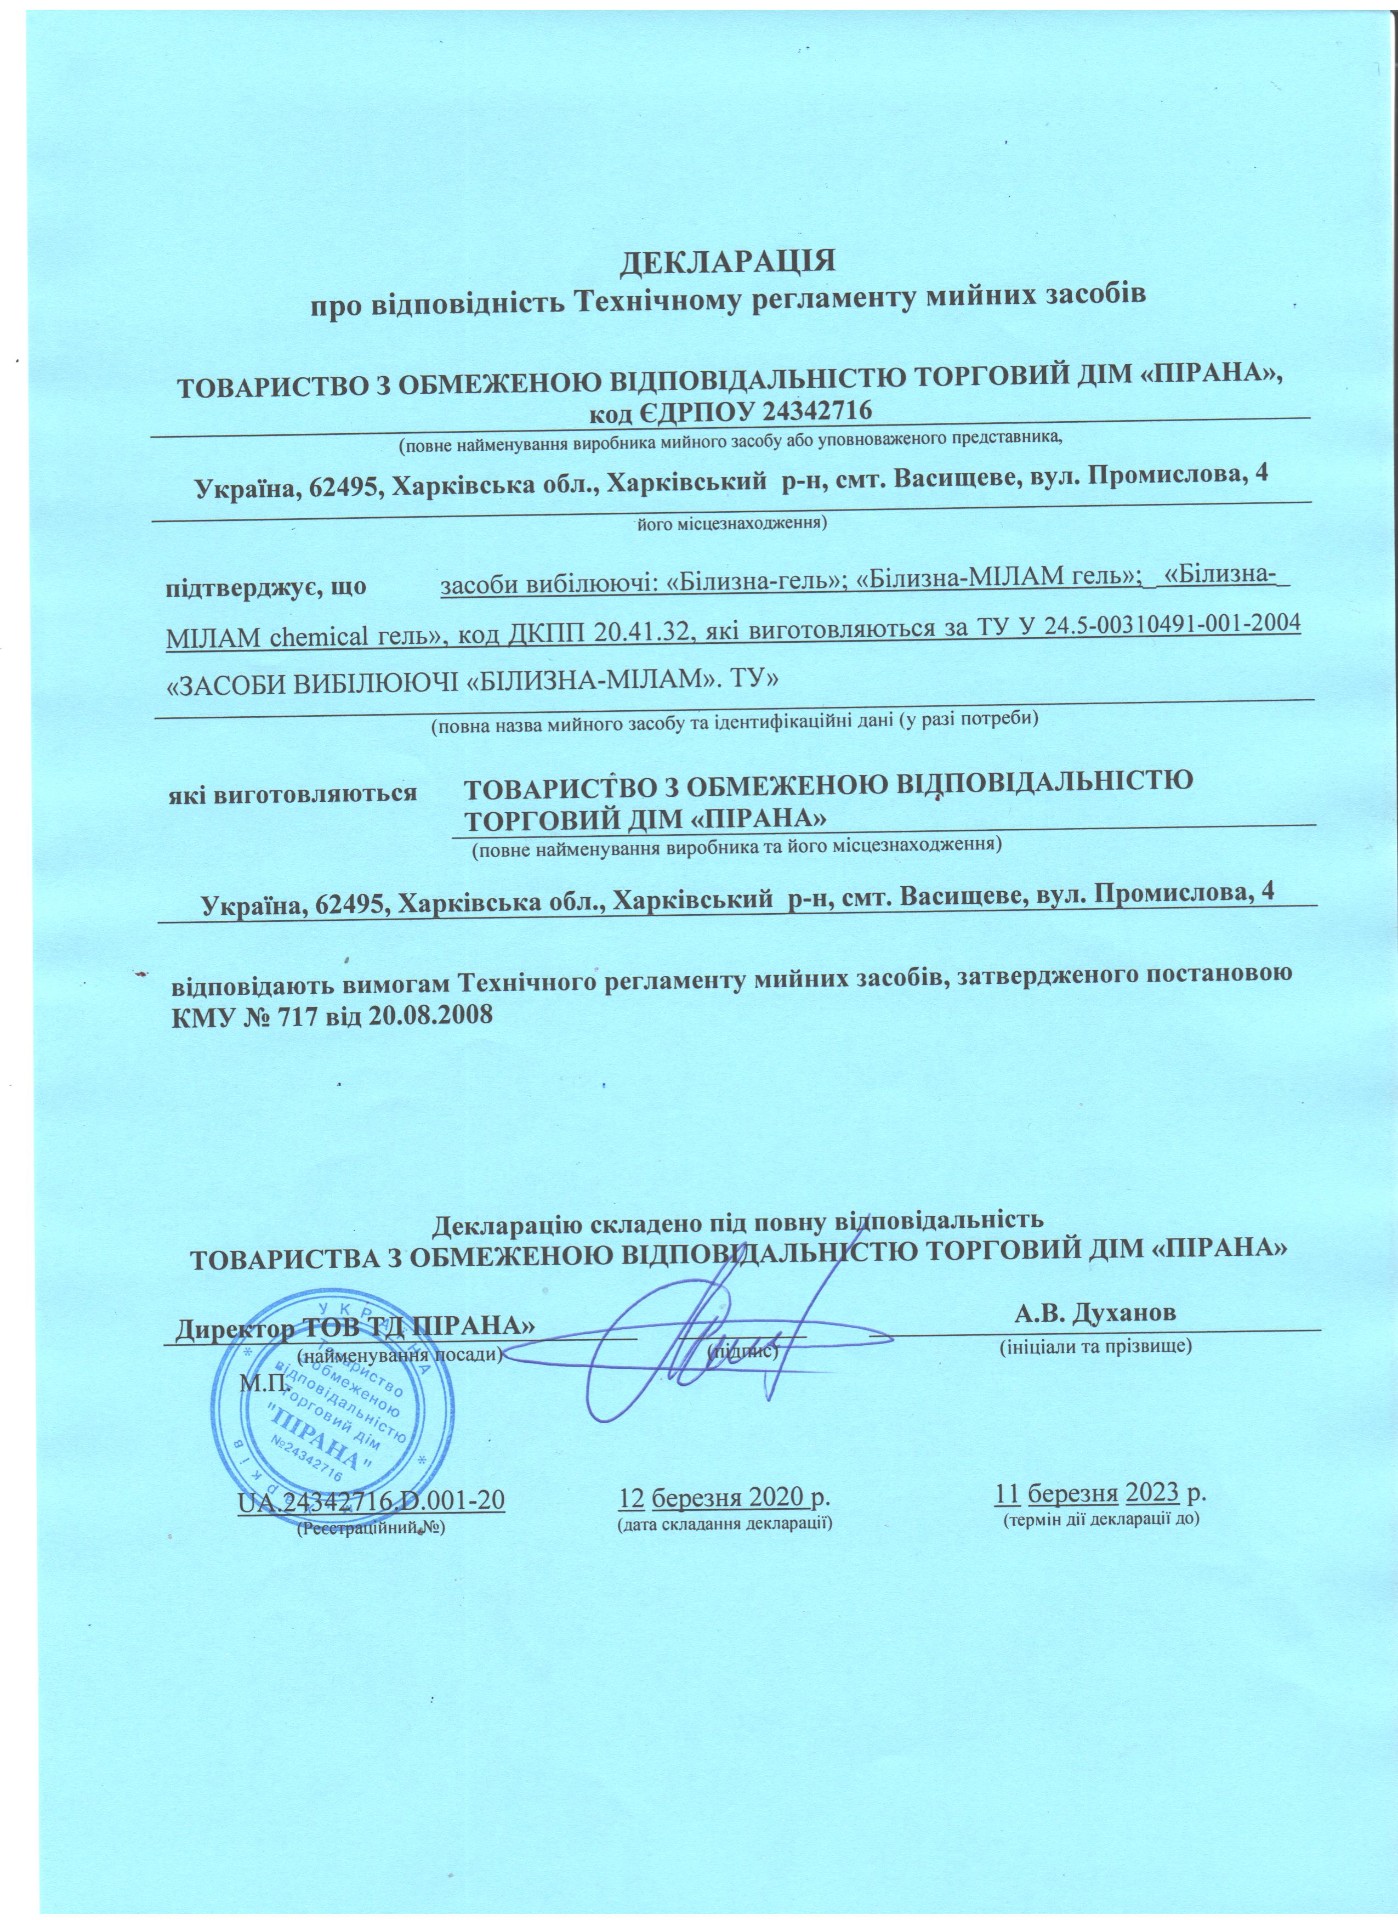 ДЕКЛАРАЦІЯ
про відповідність Технічному регламенту мийних засобів
ТОВАРИСТВО З ОБМЕЖЕНОЮ ВІДПОВІДАЛЬНІСТЮ ТОРГОВИЙ ДІМ «ПІРАНА»,
код ЄДРПОУ 24342716
(повне найменування виробника мийного засобу або уповноваженого представника,
Україна, 62495, Харківська обл., Харківський р-н, смт. Васищеве, вул. Промислова, 4
його місцезнаходження)
підтверджує, що засоби вибілюючі: «Білизна-гель»; «Білизна-МІЛАМ гель»; «Білизна-
МІЛАМ chemical гель», код ДКПП 20.41.32, які виготовляються за ТУ У 24.5-00310491-001-2004
«ЗАСОБИ ВИБІЛЮЮЧІ «БІЛИЗНА-МІЛАМ». ТУ»
(повна назва мийного засобу та ідентифікаційні дані (у разі потреби)
які виготовляються ТОВАРИСТВО З ОБМЕЖЕНОЮ ВІДПОВІДАЛЬНІСТЮ
ТОРГОВИЙ ДІМ «ПІРАНА»
(повне найменування виробника та його місцезнаходження)
Україна, 62495, Харківська обл., Харківський р-н, смт. Васищеве, вул. Промислова, 4
відповідають вимогам Технічного регламенту мийних засобів, затвердженого постановою
КМУ № 717 від 20.08.2008
Декларацію складено під повну відповідальність
ТОВАРИСТВА З ОБМЕЖЕНОЮ ВІДПОВІДАЛЬНІСТЮ ТОРГОВИЙ ДІМ «ПІРАНА»
Директор ТОВ ТД ПІРАНА» А.В. Духанов
(найменування посади) (підпис) (ініціали та прізвище)
М.П.
УКРАЇНА
Товариство
з обмеженою
відповідальністю
Торговий дім
"ПІРАНА"
№24342716
Харків
UA.24342716.D.001-20 12 березня 2020 р. 11 березня 2023 р.
(Реєстраційний №) (дата складання декларації) (термін дії декларації до)